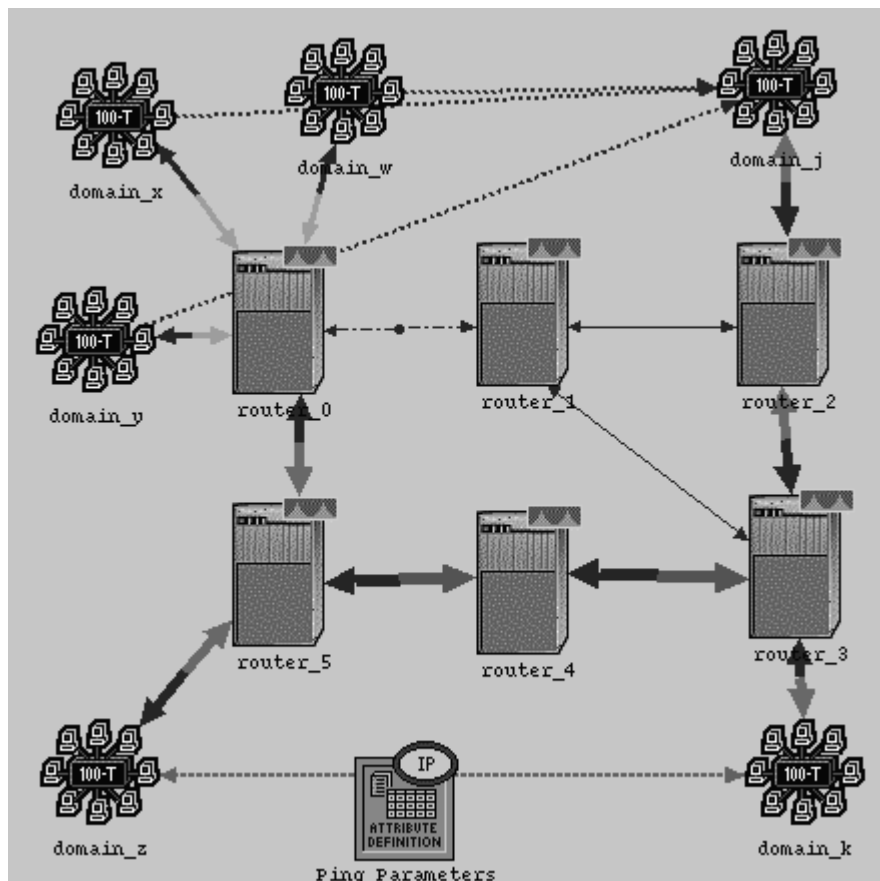 100-T
100-T
100-T
domain_x
domain_w
domain_j
100-T
domain_y
router_0
router_1
router_2
router_5
router_4
router_3
100-T
IP
ATTRIBUTE
DEFINITION
100-T
domain_z
domain_k
Ping Parameters